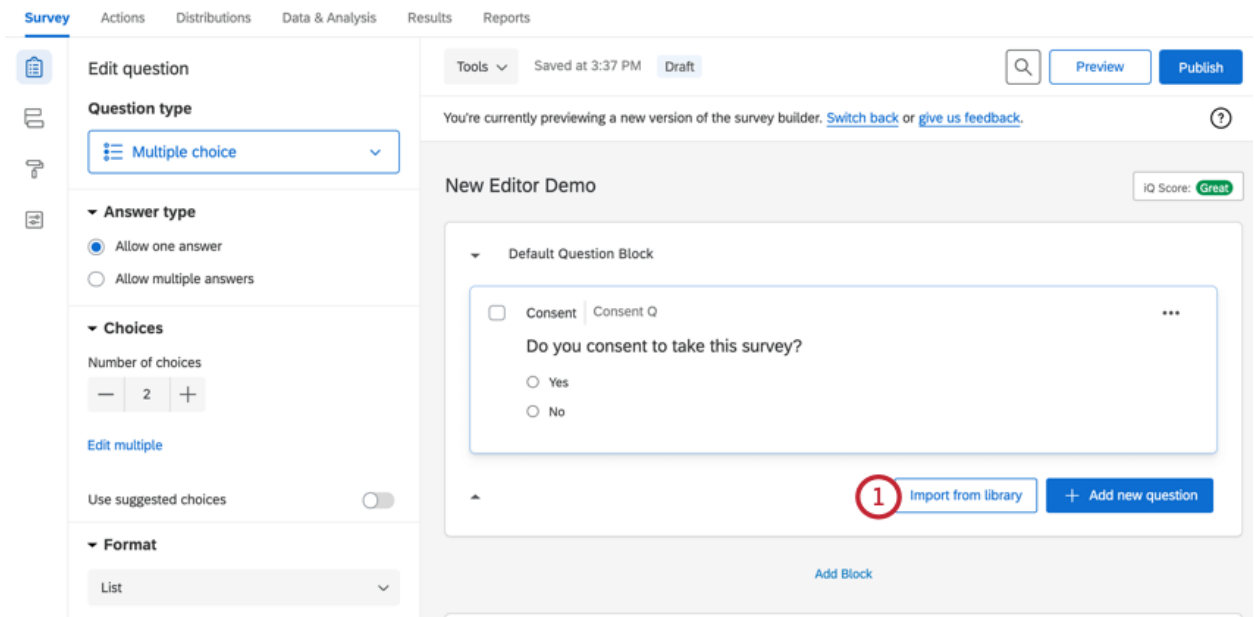 Survey Actions Distributions Data & Analysis Results Reports
Edit question
Question type
Multiple choice
Answer type
Allow one answer
Allow multiple answers
Choices
Number of choices
— 2 +
Edit multiple
Use suggested choices
Format
List
Tools Saved at 3:37 PM Draft Preview Publish
You're currently previewing a new version of the survey builder. Switch back or give us feedback. ?
New Editor Demo iQ Score: Great
Default Question Block
Consent Consent Q •••
Do you consent to take this survey?
Yes
No
1 Import from library + Add new question
Add Block